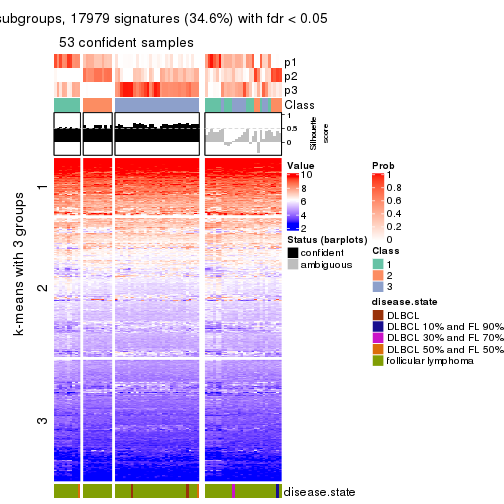 subgroups, 17979 signatures (34.6%) with fdr < 0.05
53 confident samples
p1
p2
p3
Class
1
0.5
0
Silhouette
score
k-means with 3 groups
1
2
3
disease.state
Value
10
8
6
4
2
Status (barplots)
confident
ambiguous
Prob
1
0.8
0.6
0.4
0.2
0
Class
1
2
3
disease.state
DLBCL
DLBCL 10% and FL 90%
DLBCL 30% and FL 70%
DLBCL 50% and FL 50%
follicular lymphoma